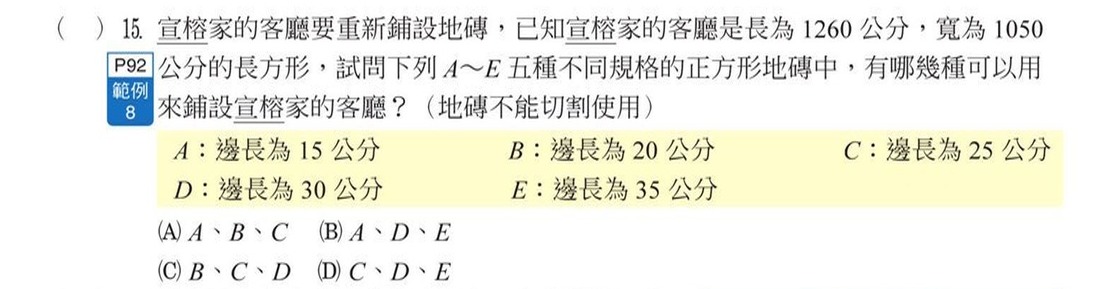 (　) 15. 宣榕家的客廳要重新鋪設地磚，已知宣榕家的客廳是長為 1260 公分，寬為 1050
P92 公分的長方形，試問下列 A～E 五種不同規格的正方形地磚中，有哪幾種可以用
範例
8 來鋪設宣榕家的客廳？（地磚不能切割使用）
A：邊長為 15 公分 B：邊長為 20 公分 C：邊長為 25 公分
D：邊長為 30 公分 E：邊長為 35 公分
(A) A、B、C (B) A、D、E
(C) B、C、D (D) C、D、E